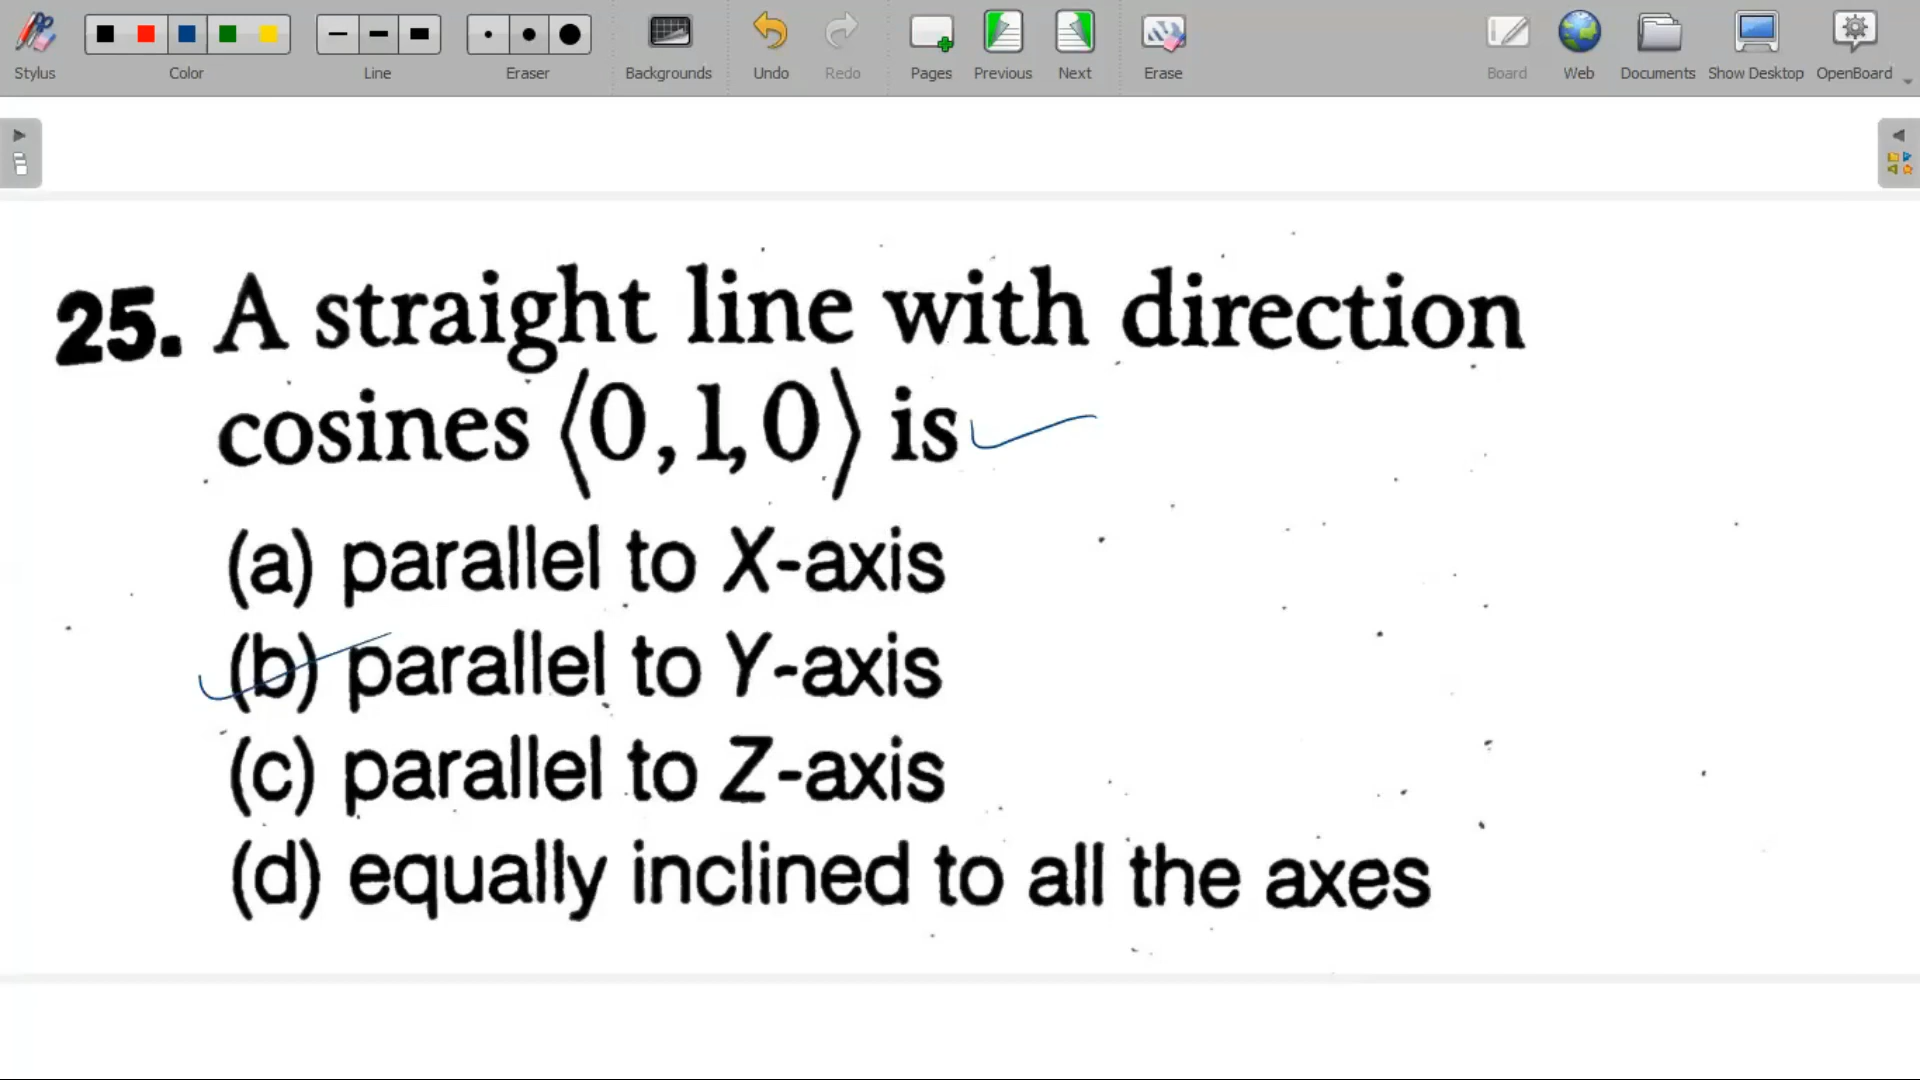 Stylus Color Line Eraser Backgrounds Undo Redo Pages Previous Next Erase Board Web Documents Show Desktop OpenBoard
25. A straight line with direction
cosines ⟨0, 1, 0⟩ is
(a) parallel to X-axis
(b) parallel to Y-axis
(c) parallel to Z-axis
(d) equally inclined to all the axes